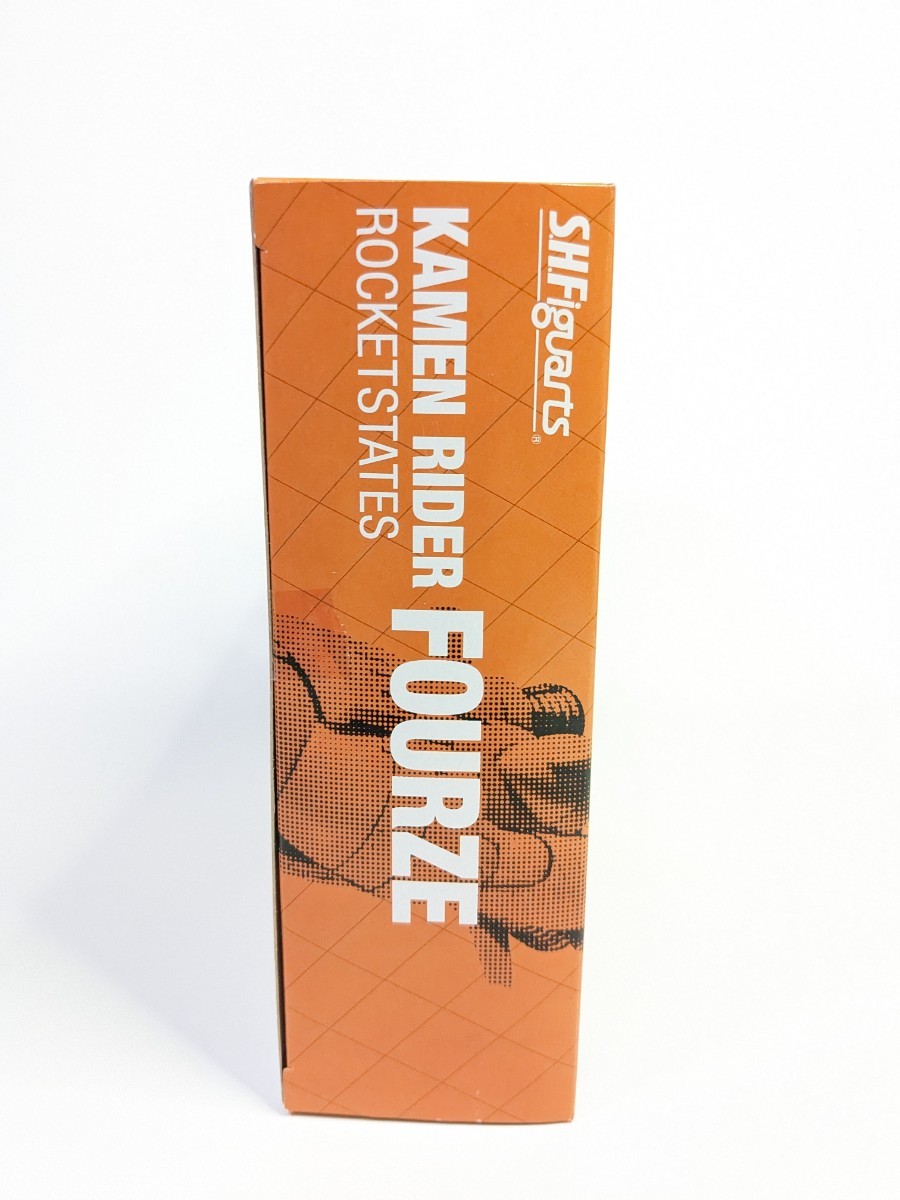 S.H.Figuarts®
KAMEN RIDER FOURZE
ROCKETSTATES